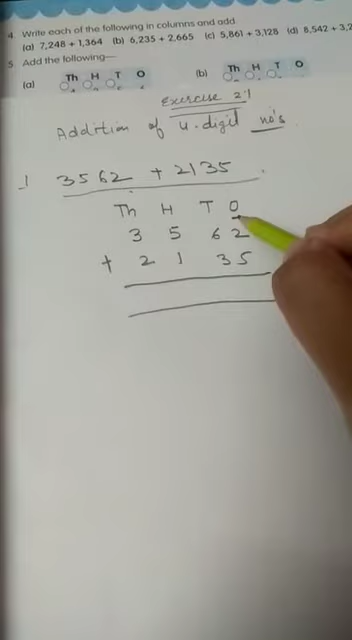 4. Write each of the following in columns and add
(a) 7,248 + 1,364 (b) 6,235 + 2,665 (c) 5,861 + 3,128 (d) 8,542 + 3,2
5. Add the following—
(a) Th H T O (b) Th H T O
Exercise 2.1
Addition of 4-digit no's
1 3562 + 2135
Th H T O
3 5 6 2
+ 2 1 3 5